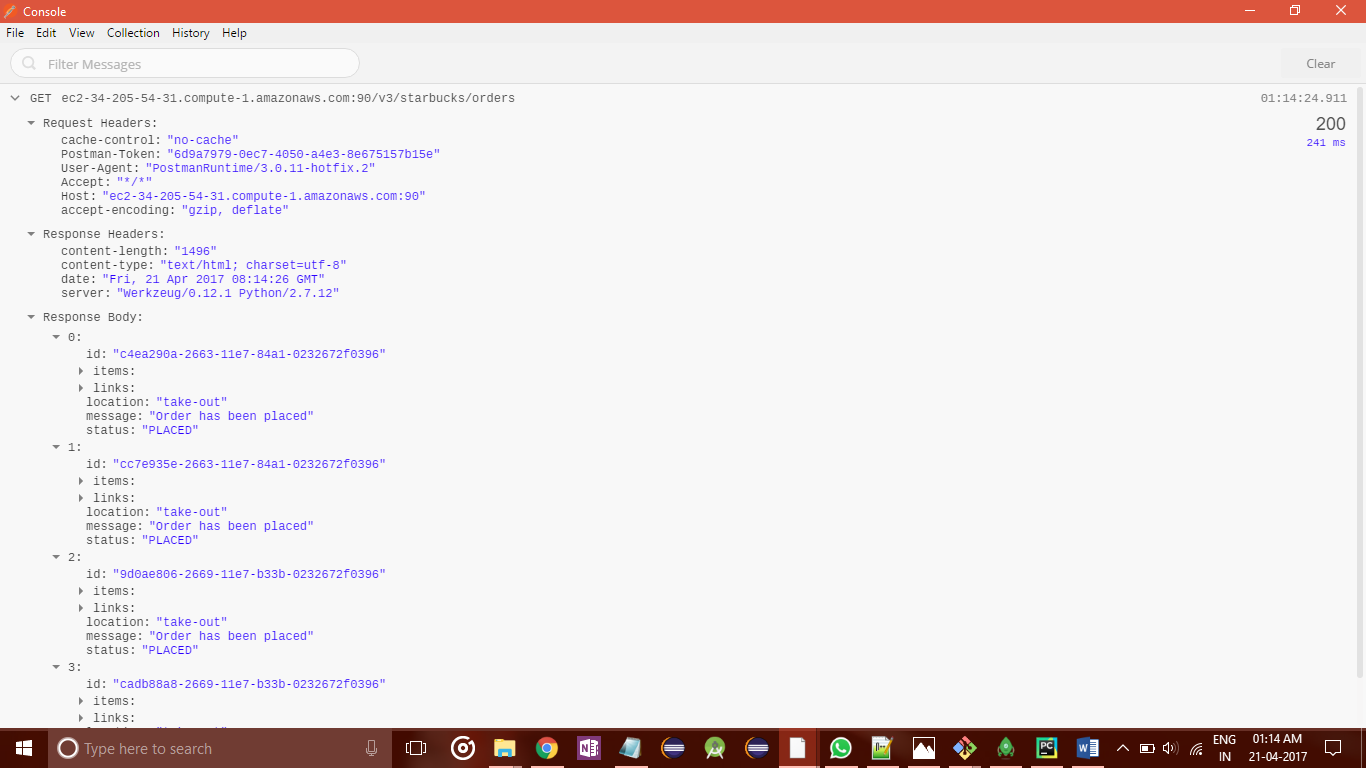 Console
File Edit View Collection History Help
Filter Messages Clear
GET ec2-34-205-54-31.compute-1.amazonaws.com:90/v3/starbucks/orders 01:14:24.911
Request Headers: 200
cache-control: "no-cache" 241 ms
Postman-Token: "6d9a7979-0ec7-4050-a4e3-8e675157b15e"
User-Agent: "PostmanRuntime/3.0.11-hotfix.2"
Accept: "*/*"
Host: "ec2-34-205-54-31.compute-1.amazonaws.com:90"
accept-encoding: "gzip, deflate"
Response Headers:
content-length: "1496"
content-type: "text/html; charset=utf-8"
date: "Fri, 21 Apr 2017 08:14:26 GMT"
server: "Werkzeug/0.12.1 Python/2.7.12"
Response Body:
0:
id: "c4ea290a-2663-11e7-84a1-0232672f0396"
items:
links:
location: "take-out"
message: "Order has been placed"
status: "PLACED"
1:
id: "cc7e935e-2663-11e7-84a1-0232672f0396"
items:
links:
location: "take-out"
message: "Order has been placed"
status: "PLACED"
2:
id: "9d0ae806-2669-11e7-b33b-0232672f0396"
items:
links:
location: "take-out"
message: "Order has been placed"
status: "PLACED"
3:
id: "cadb88a8-2669-11e7-b33b-0232672f0396"
items:
links:
Type here to search
ENG 01:14 AM
IN 21-04-2017